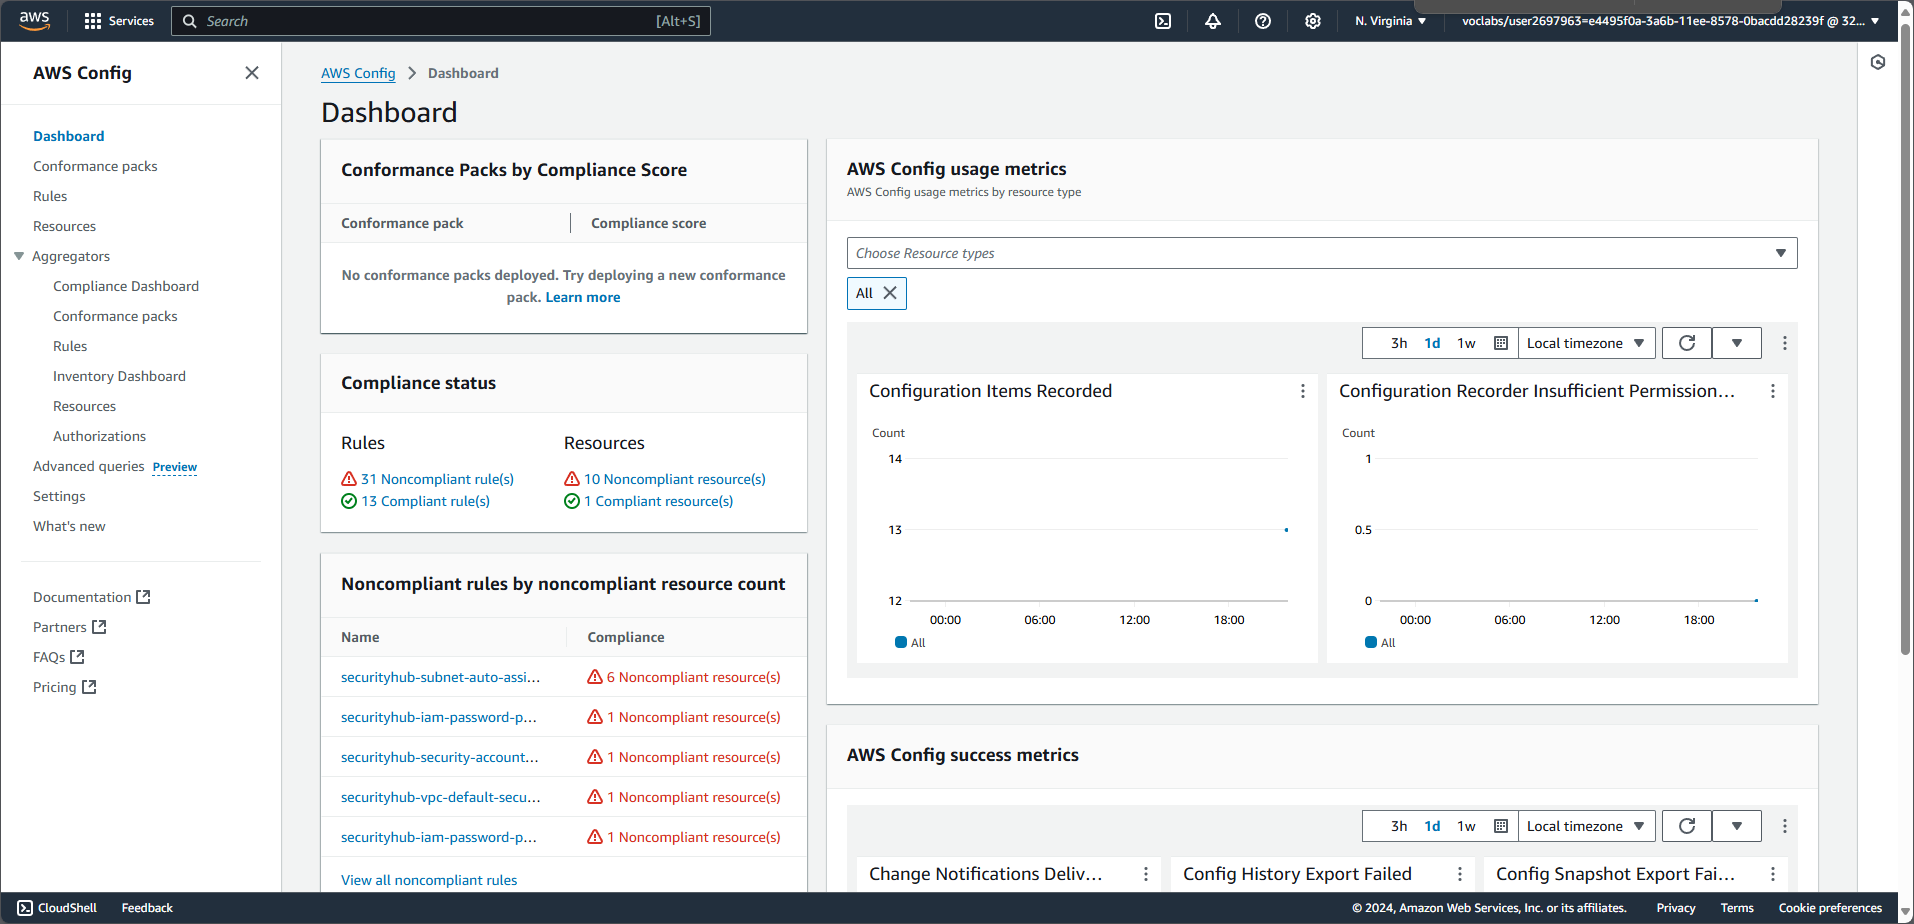 aws
Services
Search
[Alt+S]
N. Virginia
voclabs/user2697963=e4495f0a-3a6b-11ee-8578-0bacdd28239f @ 32...
AWS Config
Dashboard
Conformance packs
Rules
Resources
Aggregators
Compliance Dashboard
Conformance packs
Rules
Inventory Dashboard
Resources
Authorizations
Advanced queries Preview
Settings
What's new
Documentation
Partners
FAQs
Pricing
AWS Config
Dashboard
Dashboard
Conformance Packs by Compliance Score
Conformance pack
Compliance score
No conformance packs deployed. Try deploying a new conformance
pack. Learn more
Compliance status
Rules
31 Noncompliant rule(s)
13 Compliant rule(s)
Resources
10 Noncompliant resource(s)
1 Compliant resource(s)
Noncompliant rules by noncompliant resource count
Name
Compliance
securityhub-subnet-auto-assi...
6 Noncompliant resource(s)
securityhub-iam-password-p...
1 Noncompliant resource(s)
securityhub-security-account...
1 Noncompliant resource(s)
securityhub-vpc-default-secu...
1 Noncompliant resource(s)
securityhub-iam-password-p...
1 Noncompliant resource(s)
View all noncompliant rules
AWS Config usage metrics
AWS Config usage metrics by resource type
Choose Resource types
All
3h
1d
1w
Local timezone
Configuration Items Recorded
Count
14
13
12
00:00
06:00
12:00
18:00
All
Configuration Recorder Insufficient Permission...
Count
1
0.5
0
00:00
06:00
12:00
18:00
All
AWS Config success metrics
3h
1d
1w
Local timezone
Change Notifications Deliv...
Config History Export Failed
Config Snapshot Export Fai...
CloudShell
Feedback
© 2024, Amazon Web Services, Inc. or its affiliates.
Privacy
Terms
Cookie preferences